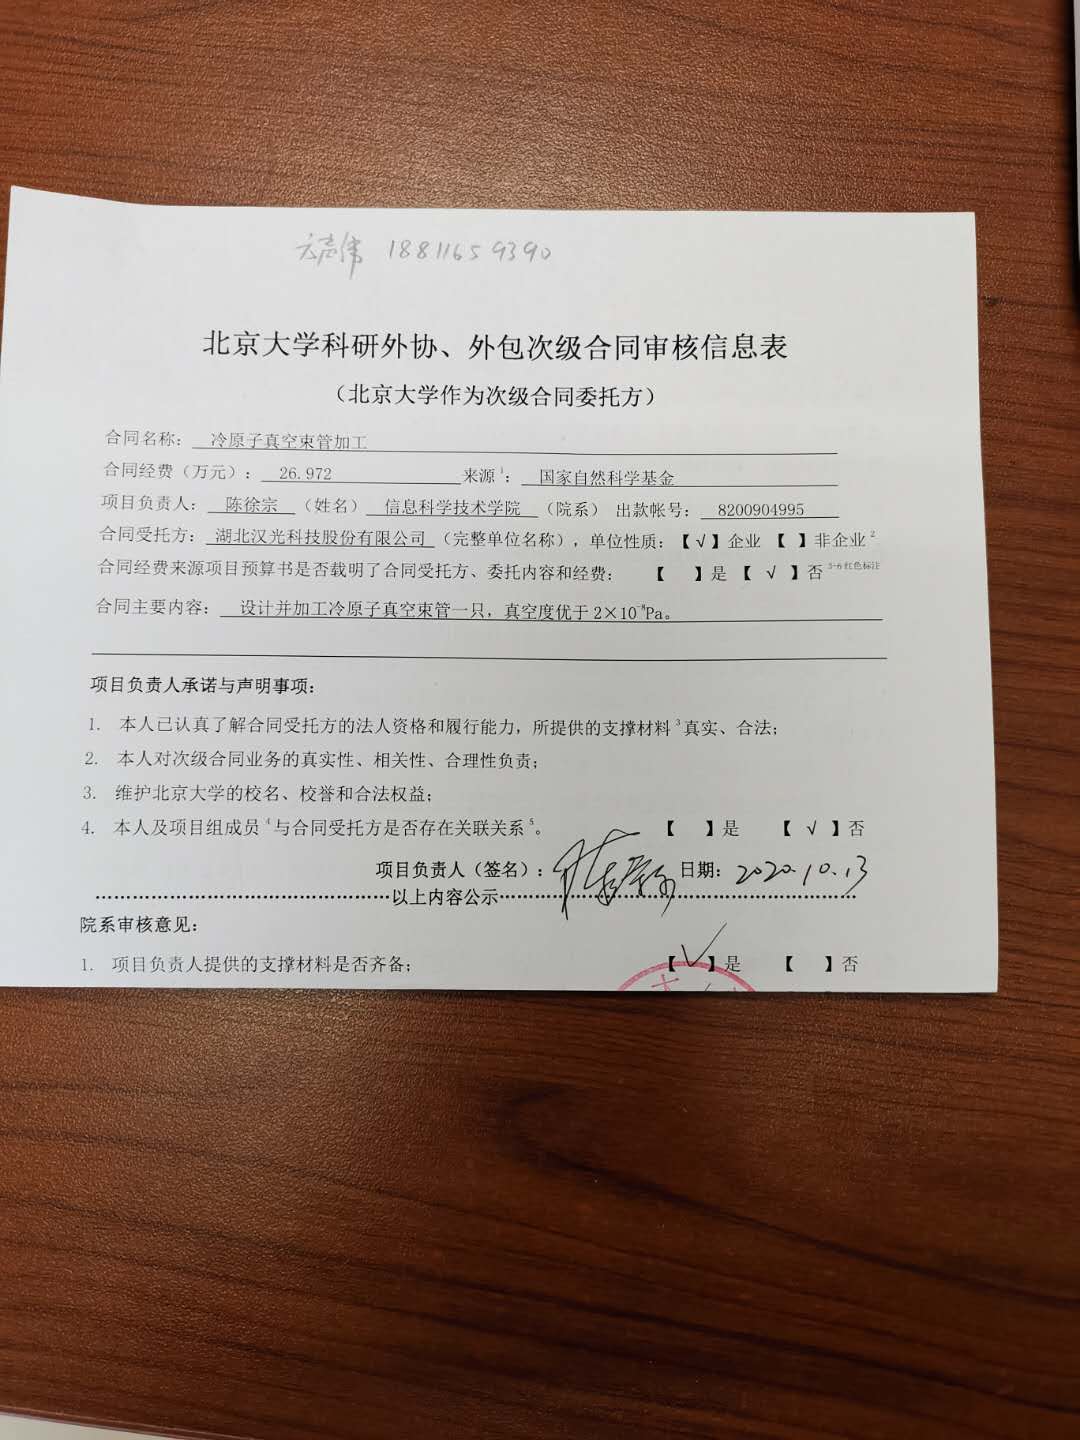 志伟 18811659390
北京大学科研外协、外包次级合同审核信息表
（北京大学作为次级合同委托方）
合同名称： 冷原子真空束管加工
合同经费（万元）： 26.972 来源1： 国家自然科学基金
项目负责人： 陈徐宗 （姓名） 信息科学技术学院 （院系） 出款帐号： 8200904995
合同受托方： 湖北汉光科技股份有限公司 （完整单位名称），单位性质：【√】企业 【 】非企业2
合同经费来源项目预算书是否载明了合同受托方、委托内容和经费： 【 】是 【 √ 】否 3-6红色标注
合同主要内容： 设计并加工冷原子真空束管一只，真空度优于 2×10⁻⁸Pa。
项目负责人承诺与声明事项：
1. 本人已认真了解合同受托方的法人资格和履行能力，所提供的支撑材料3真实、合法；
2. 本人对次级合同业务的真实性、相关性、合理性负责；
3. 维护北京大学的校名、校誉和合法权益；
4. 本人及项目组成员4与合同受托方是否存在关联关系5。 【 】是 【 √ 】否
项目负责人（签名）：陈徐宗 日期：2020.10.13
以上内容公示
院系审核意见：
1. 项目负责人提供的支撑材料是否齐备； 【√】是 【 】否
大